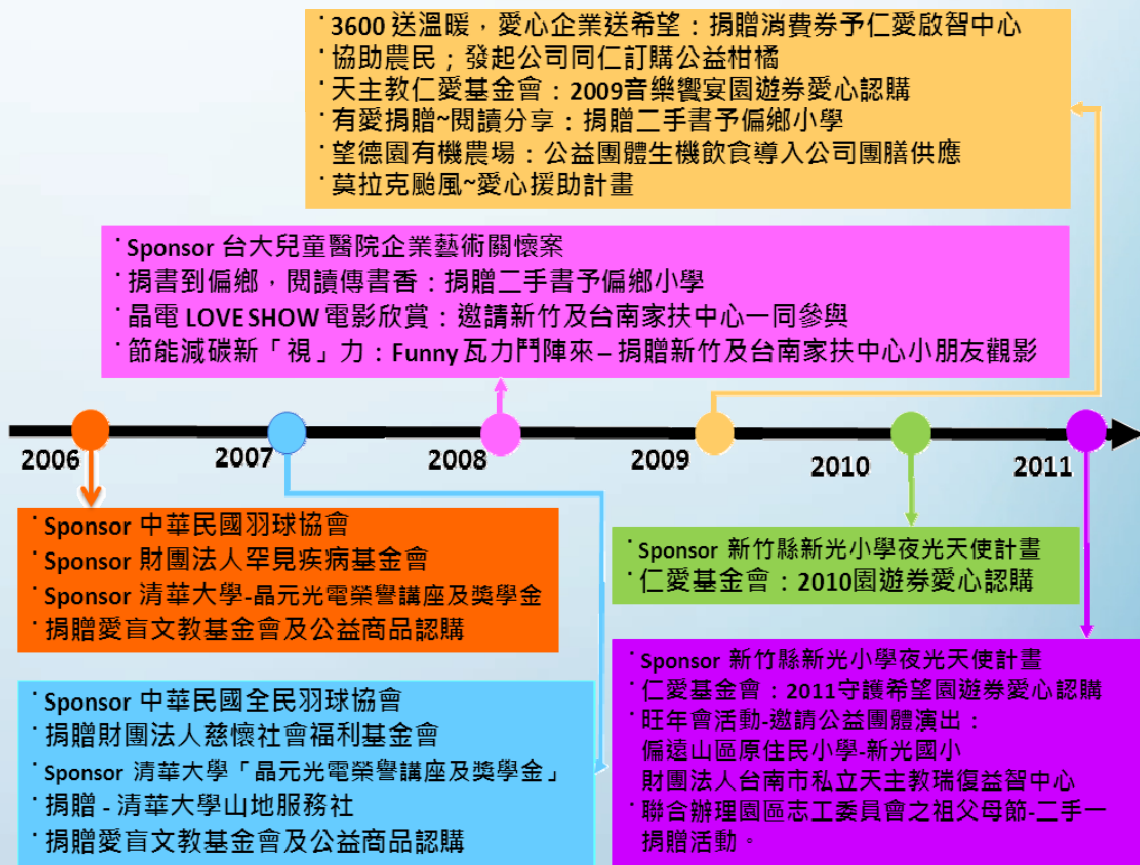 ˙3600 送溫暖，愛心企業送希望：捐贈消費券予仁愛啟智中心
˙協助農民；發起公司同仁訂購公益柑橘
˙天主教仁愛基金會：2009音樂饗宴園遊券愛心認購
˙有愛捐贈~閱讀分享：捐贈二手書予偏鄉小學
˙望德園有機農場：公益團體生機飲食導入公司團膳供應
˙莫拉克颱風~愛心援助計畫
˙Sponsor 台大兒童醫院企業藝術關懷案
˙捐書到偏鄉，閱讀傳書香：捐贈二手書予偏鄉小學
˙晶電 LOVE SHOW 電影欣賞：邀請新竹及台南家扶中心一同參與
˙節能減碳新「視」力：Funny 瓦力鬥陣來– 捐贈新竹及台南家扶中心小朋友觀影
2006 2007 2008 2009 2010 2011
˙Sponsor 中華民國羽球協會
˙Sponsor 財團法人罕見疾病基金會
˙Sponsor 清華大學-晶元光電榮譽講座及獎學金
˙捐贈愛盲文教基金會及公益商品認購
˙Sponsor 中華民國全民羽球協會
˙捐贈財團法人慈懷社會福利基金會
˙Sponsor 清華大學「晶元光電榮譽講座及獎學金」
˙捐贈 - 清華大學山地服務社
˙捐贈愛盲文教基金會及公益商品認購
˙Sponsor 新竹縣新光小學夜光天使計畫
˙仁愛基金會：2010園遊券愛心認購
˙Sponsor 新竹縣新光小學夜光天使計畫
˙仁愛基金會：2011守護希望園遊券愛心認購
˙旺年會活動-邀請公益團體演出：
偏遠山區原住民小學-新光國小
財團法人台南市私立天主教瑞復益智中心
˙聯合辦理園區志工委員會之祖父母節-二手一
捐贈活動。